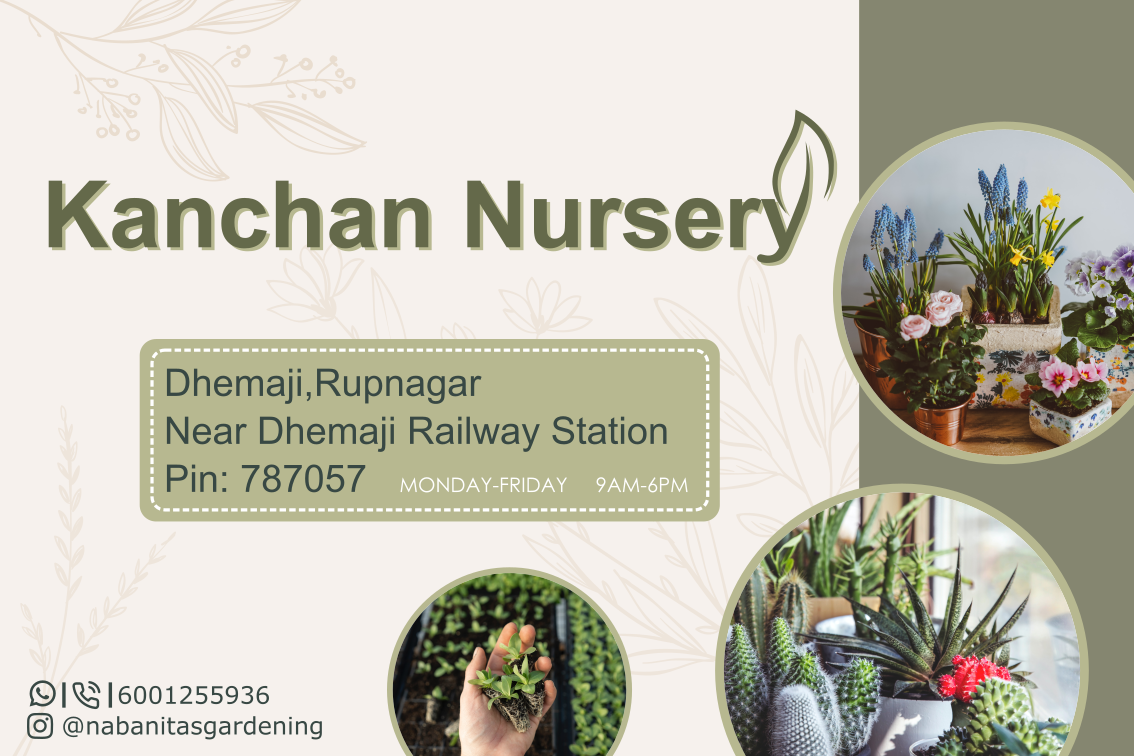 Kanchan Nursery
Dhemaji,Rupnagar
Near Dhemaji Railway Station
Pin: 787057 MONDAY-FRIDAY 9AM-6PM
||6001255936
@nabanitasgardening